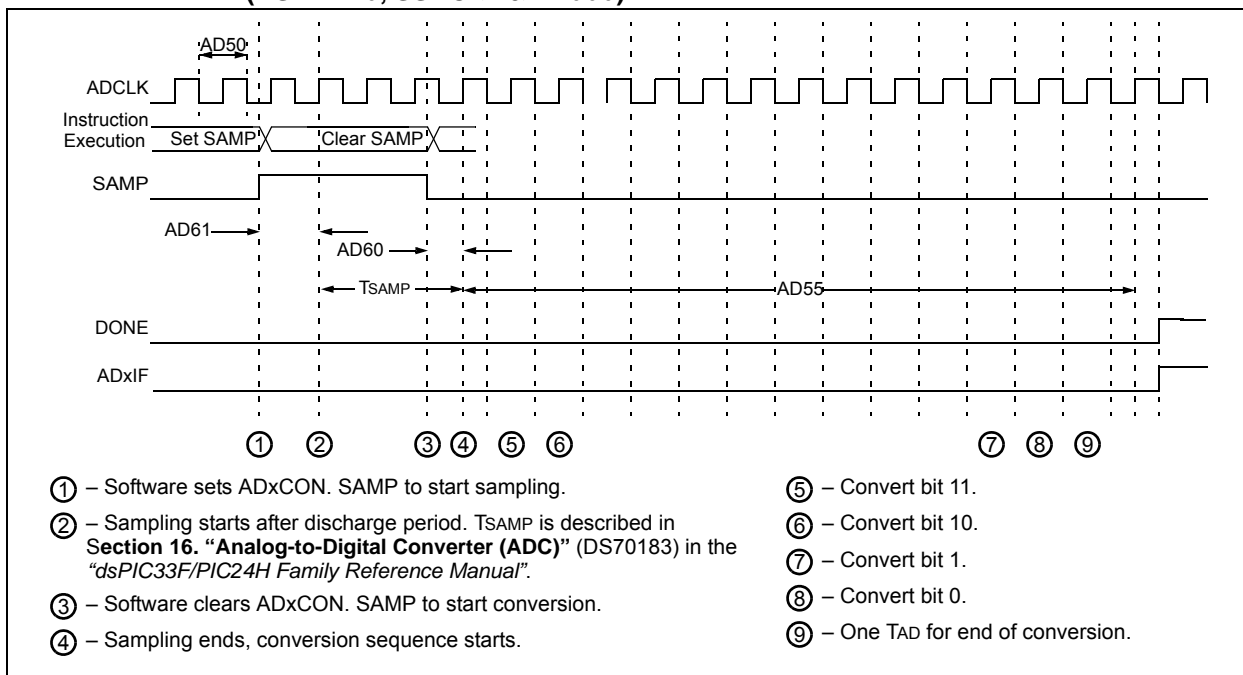 AD50
ADCLK
Instruction
Execution
Set SAMP
Clear SAMP
SAMP
AD61
AD60
TSAMP
AD55
DONE
ADxIF
1 2 3 4 5 6 7 8 9
1 – Software sets ADxCON. SAMP to start sampling.
2 – Sampling starts after discharge period. TSAMP is described in
Section 16. “Analog-to-Digital Converter (ADC)” (DS70183) in the
“dsPIC33F/PIC24H Family Reference Manual”.
3 – Software clears ADxCON. SAMP to start conversion.
4 – Sampling ends, conversion sequence starts.
5 – Convert bit 11.
6 – Convert bit 10.
7 – Convert bit 1.
8 – Convert bit 0.
9 – One TAD for end of conversion.